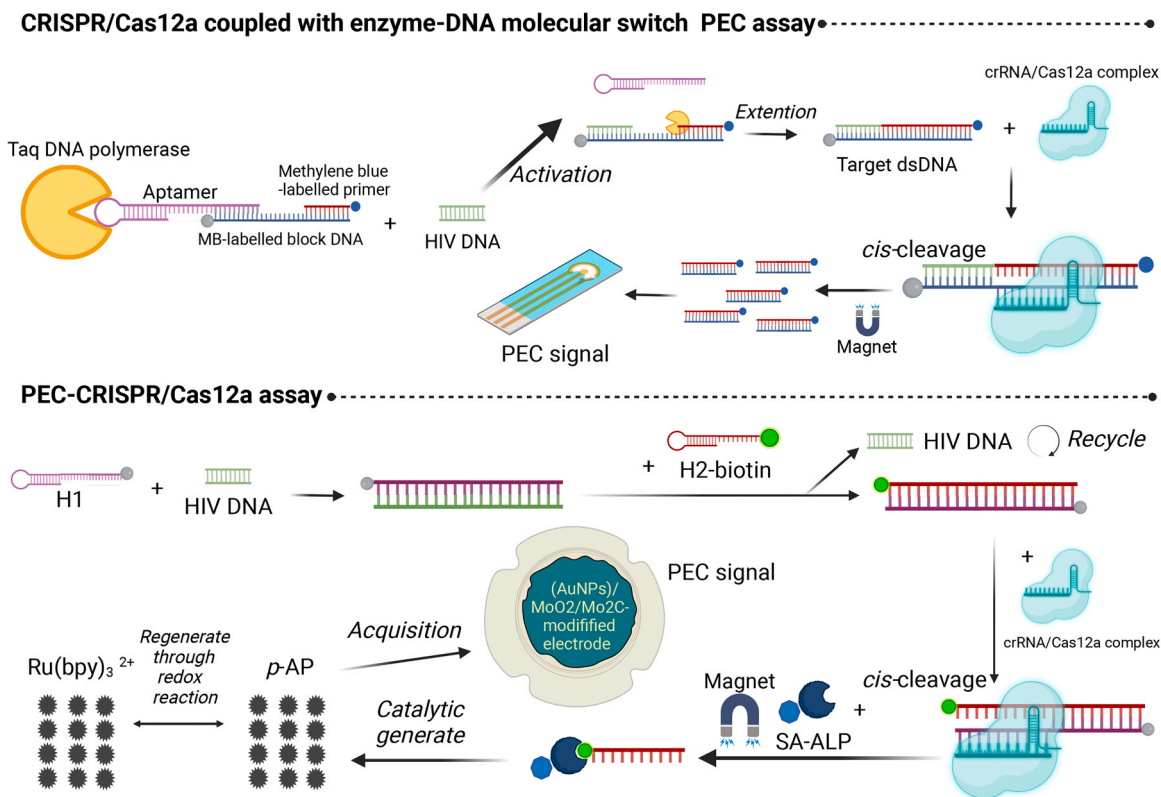 CRISPR/Cas12a coupled with enzyme-DNA molecular switch PEC assay
crRNA/Cas12a complex
Extention
+
Taq DNA polymerase
Methylene blue
-labelled primer
Aptamer
Activation
Target dsDNA
+
MB-labelled block DNA
HIV DNA
cis-cleavage
Magnet
PEC signal
PEC-CRISPR/Cas12a assay
HIV DNA
Recycle
+
H2-biotin
H1
+
HIV DNA
PEC signal
+
(AuNPs)/
MoO2/Mo2C-
modifified
electrode
crRNA/Cas12a complex
Regenerate
through
redox
reaction
Acquisition
Ru(bpy)₃ ²⁺
p-AP
cis-cleavage
Magnet
+
SA-ALP
Catalytic
generate